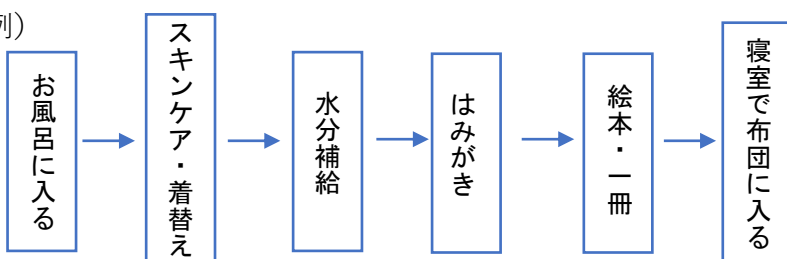 例）
お風呂に入る
スキンケア・着替え
水分補給
はみがき
絵本・一冊
寝室で布団に入る